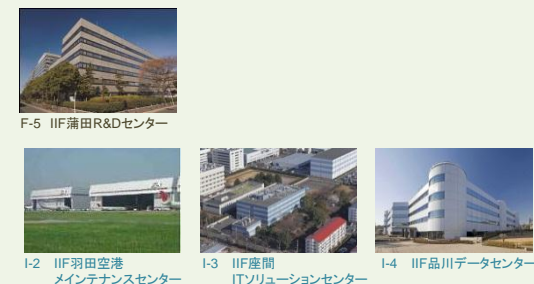 F-5 IIF蒲田R&Dセンター
I-2 IIF羽田空港
メインテナンスセンター
I-3 IIF座間
ITソリューションセンター
I-4 IIF品川データセンター